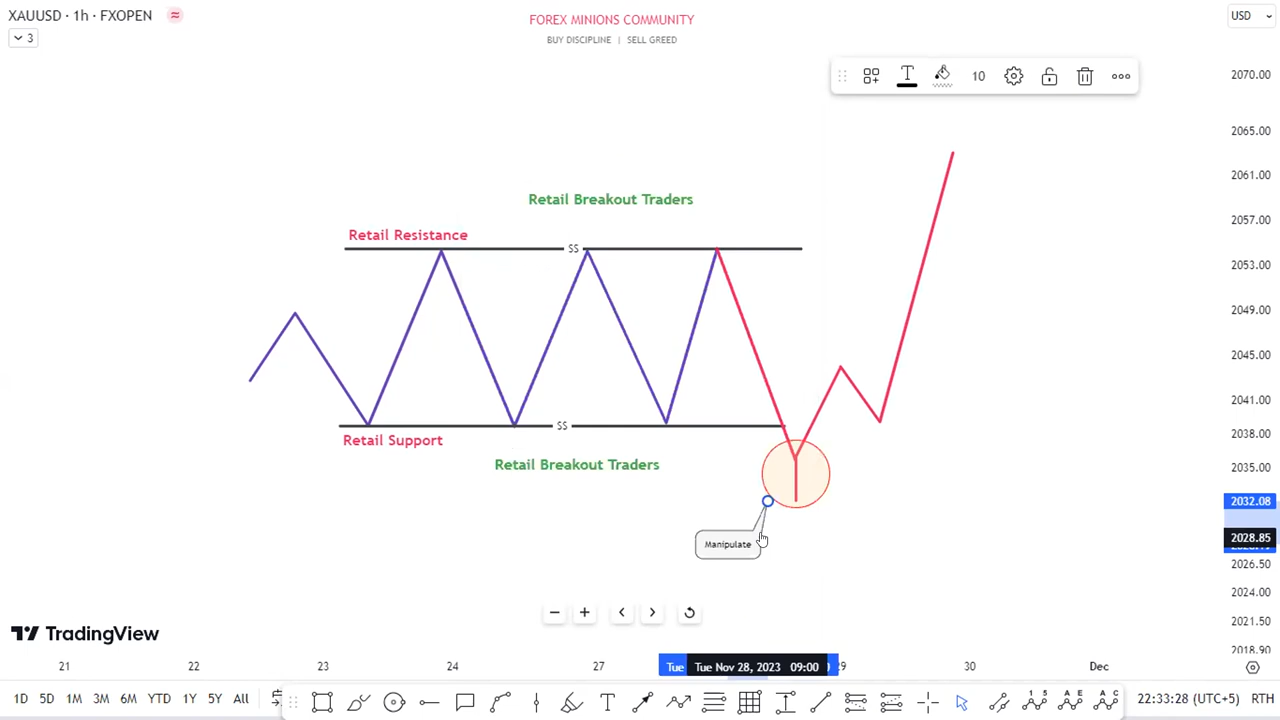 XAUUSD · 1h · FXOPEN
3
FOREX MINIONS COMMUNITY
BUY DISCIPLINE | SELL GREED
USD
10
2070.00
2065.00
2061.00
2057.00
2053.00
2049.00
2045.00
2041.00
2038.00
2035.00
2032.08
2028.85
2026.50
2024.00
2021.50
2018.90
Retail Breakout Traders
Retail Resistance
$$
$$
Retail Support
Retail Breakout Traders
Manipulate
TradingView
21 22 23 24 27 Tue Tue Nov 28, 2023 09:00 29 30 Dec
1D 5D 1M 3M 6M YTD 1Y 5Y All
22:33:28 (UTC+5) RTH